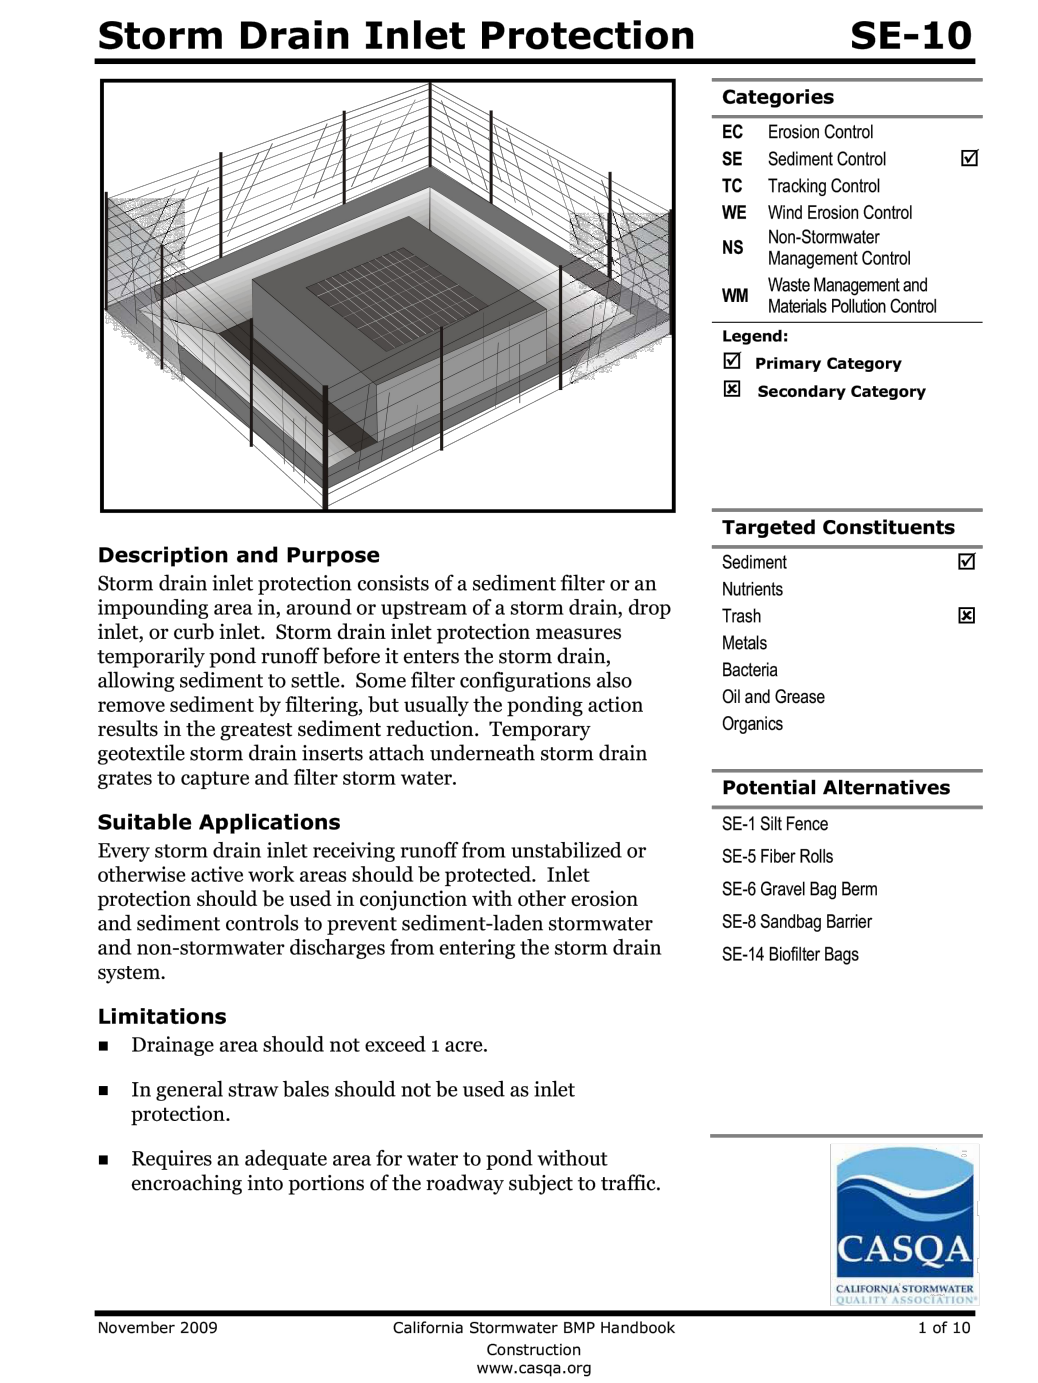 Storm Drain Inlet Protection SE-10
Categories
EC Erosion Control
SE Sediment Control ☑
TC Tracking Control
WE Wind Erosion Control
NS Non-Stormwater
Management Control
WM Waste Management and
Materials Pollution Control
Legend:
☑ Primary Category
☒ Secondary Category
Targeted Constituents
Sediment ☑
Nutrients
Trash ☒
Metals
Bacteria
Oil and Grease
Organics
Potential Alternatives
SE-1 Silt Fence
SE-5 Fiber Rolls
SE-6 Gravel Bag Berm
SE-8 Sandbag Barrier
SE-14 Biofilter Bags
Description and Purpose
Storm drain inlet protection consists of a sediment filter or an
impounding area in, around or upstream of a storm drain, drop
inlet, or curb inlet. Storm drain inlet protection measures
temporarily pond runoff before it enters the storm drain,
allowing sediment to settle. Some filter configurations also
remove sediment by filtering, but usually the ponding action
results in the greatest sediment reduction. Temporary
geotextile storm drain inserts attach underneath storm drain
grates to capture and filter storm water.
Suitable Applications
Every storm drain inlet receiving runoff from unstabilized or
otherwise active work areas should be protected. Inlet
protection should be used in conjunction with other erosion
and sediment controls to prevent sediment-laden stormwater
and non-stormwater discharges from entering the storm drain
system.
Limitations
■ Drainage area should not exceed 1 acre.
■ In general straw bales should not be used as inlet
protection.
■ Requires an adequate area for water to pond without
encroaching into portions of the roadway subject to traffic.
CASQA
CALIFORNIA STORMWATER
QUALITY ASSOCIATION
November 2009 California Stormwater BMP Handbook 1 of 10
Construction
www.casqa.org